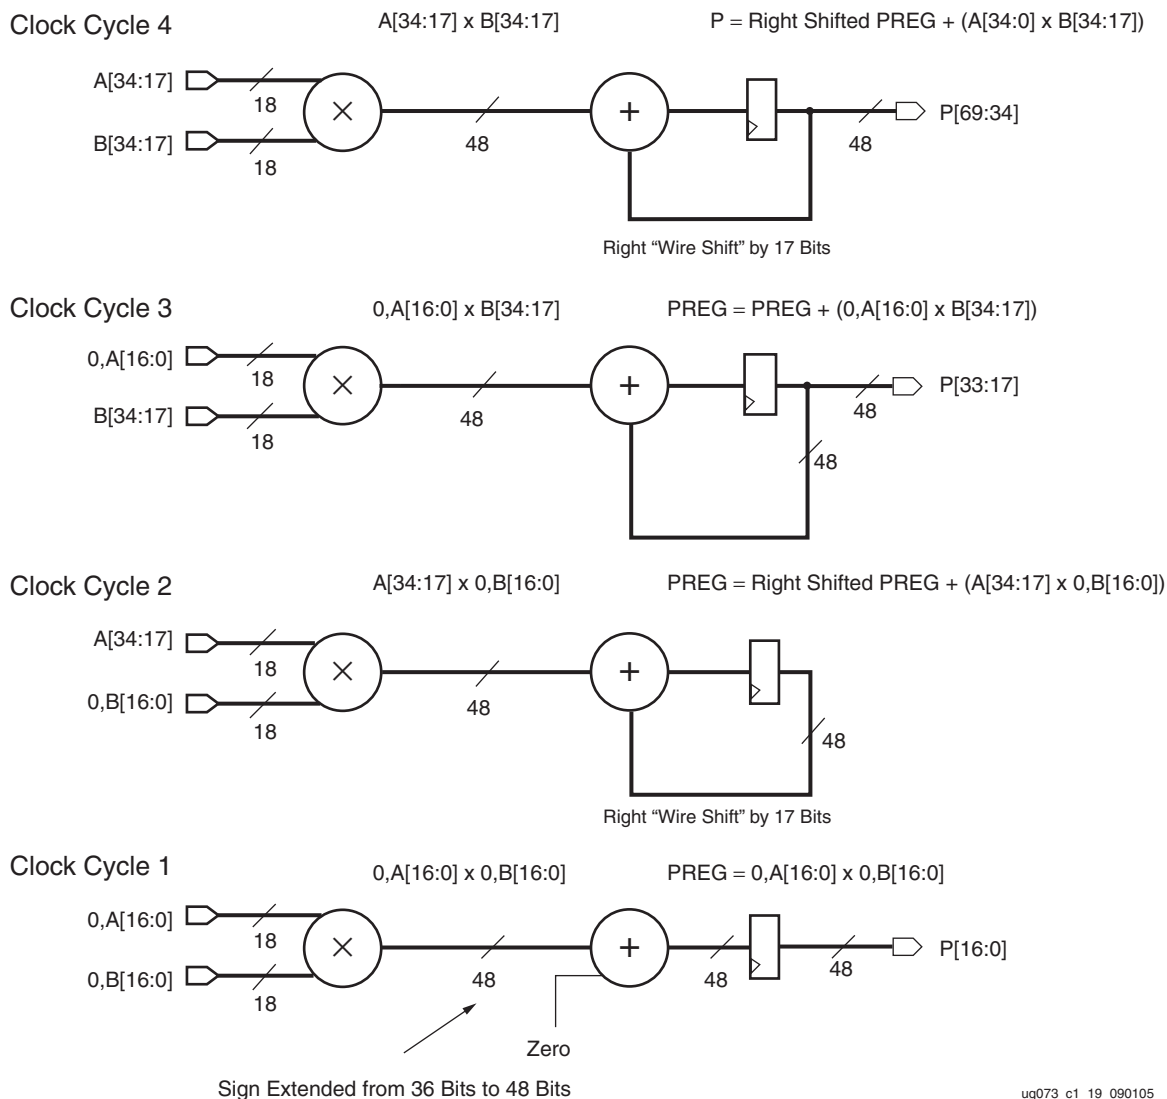 Clock Cycle 4
A[34:17] x B[34:17]
P = Right Shifted PREG + (A[34:0] x B[34:17])
A[34:17]
18
B[34:17]
18
×
48
+
48
P[69:34]
Right “Wire Shift” by 17 Bits
Clock Cycle 3
0,A[16:0] x B[34:17]
PREG = PREG + (0,A[16:0] x B[34:17])
0,A[16:0]
18
B[34:17]
18
×
48
+
48
P[33:17]
48
Clock Cycle 2
A[34:17] x 0,B[16:0]
PREG = Right Shifted PREG + (A[34:17] x 0,B[16:0])
A[34:17]
18
0,B[16:0]
18
×
48
+
48
Right “Wire Shift” by 17 Bits
Clock Cycle 1
0,A[16:0] x 0,B[16:0]
PREG = 0,A[16:0] x 0,B[16:0]
0,A[16:0]
18
0,B[16:0]
18
×
48
+
48
48
P[16:0]
Zero
Sign Extended from 36 Bits to 48 Bits
ug073_c1_19_090105